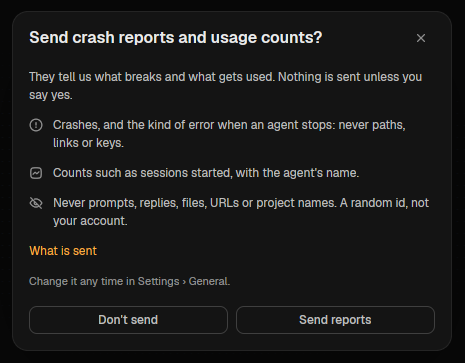 Send crash reports and usage counts?
They tell us what breaks and what gets used. Nothing is sent unless you
say yes.
Crashes, and the kind of error when an agent stops: never paths,
links or keys.
Counts such as sessions started, with the agent's name.
Never prompts, replies, files, URLs or project names. A random id, not
your account.
What is sent
Change it any time in Settings › General.
Don't send
Send reports